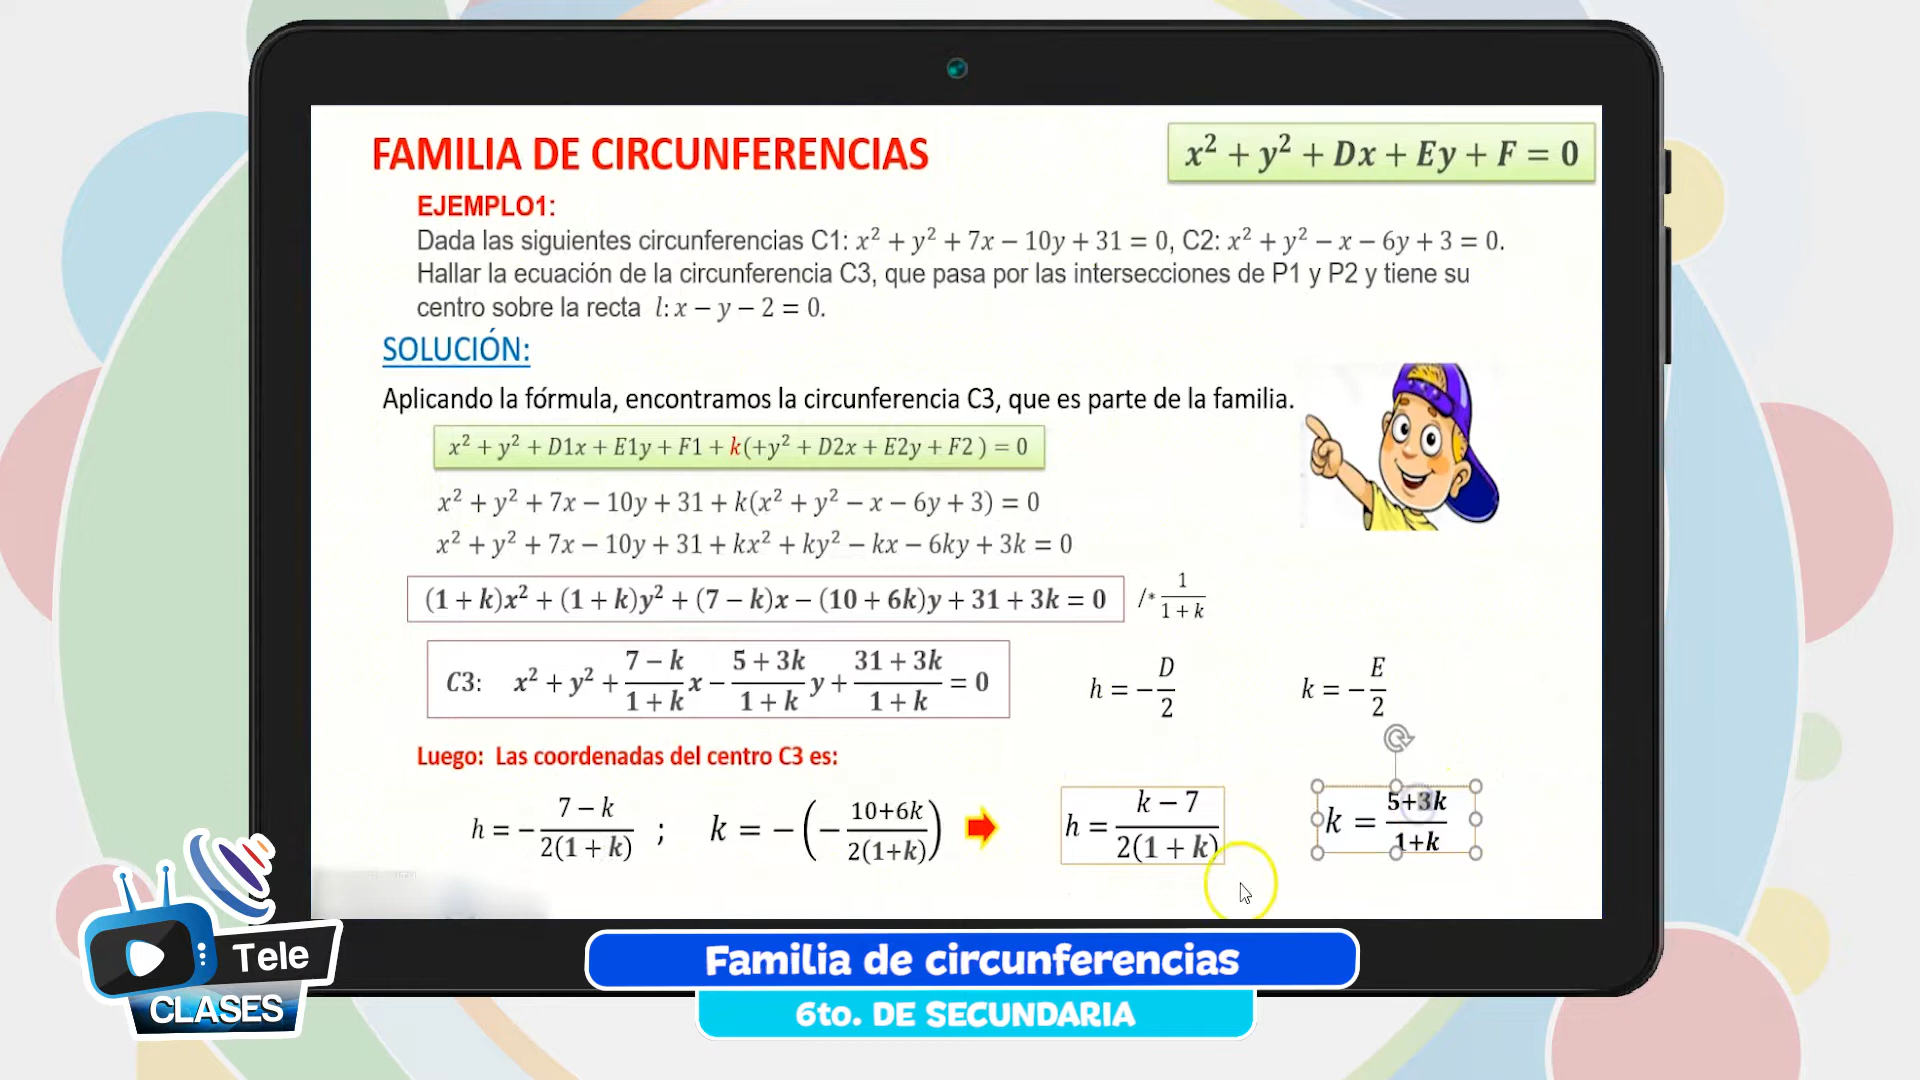 FAMILIA DE CIRCUNFERENCIAS
x² + y² + Dx + Ey + F = 0
EJEMPLO1:
Dada las siguientes circunferencias C1: x² + y² + 7x − 10y + 31 = 0, C2: x² + y² − x − 6y + 3 = 0.
Hallar la ecuación de la circunferencia C3, que pasa por las intersecciones de P1 y P2 y tiene su
centro sobre la recta l: x − y − 2 = 0.
SOLUCIÓN:
Aplicando la fórmula, encontramos la circunferencia C3, que es parte de la familia.
x² + y² + D1x + E1y + F1 + k(+y² + D2x + E2y + F2 ) = 0
x² + y² + 7x − 10y + 31 + k(x² + y² − x − 6y + 3) = 0
x² + y² + 7x − 10y + 31 + kx² + ky² − kx − 6ky + 3k = 0
(1 + k)x² + (1 + k)y² + (7 − k)x − (10 + 6k)y + 31 + 3k = 0 /* 1/(1 + k)
C3: x² + y² + (7 − k)/(1 + k) x − (5 + 3k)/(1 + k) y + (31 + 3k)/(1 + k) = 0
h = − D/2
k = − E/2
Luego: Las coordenadas del centro C3 es:
h = − (7 − k)/(2(1 + k)) ; k = − (− (10+6k)/(2(1+k)))
h = (k − 7)/(2(1 + k))
k = (5+3k)/(1+k)
Tele
CLASES
Familia de circunferencias
6to. DE SECUNDARIA